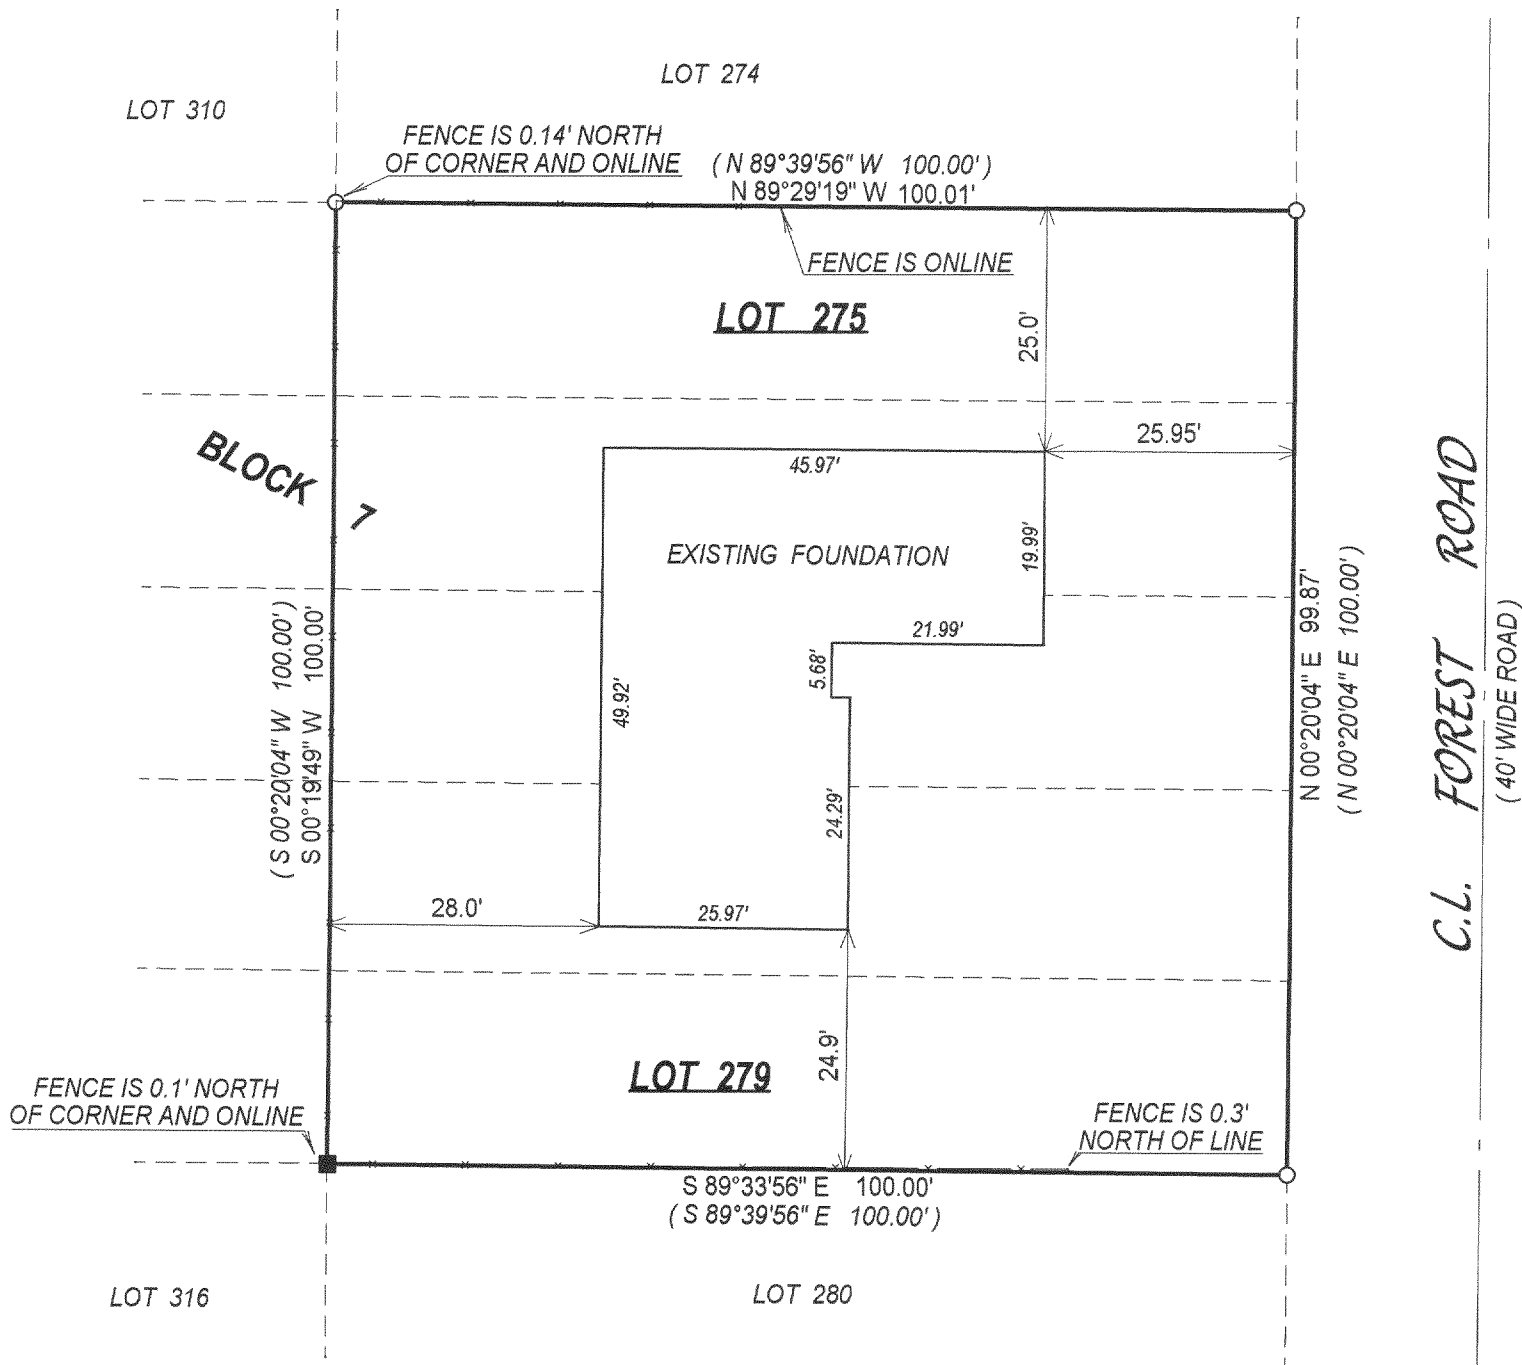 LOT 274
LOT 310
FENCE IS 0.14' NORTH
OF CORNER AND ONLINE
( N 89°39'56" W 100.00' )
N 89°29'19" W 100.01'
FENCE IS ONLINE
LOT 275
25.0'
25.95'
BLOCK 7
45.97'
EXISTING FOUNDATION
19.99'
21.99'
5.68'
49.92'
24.29'
( S 00°20'04" W 100.00' )
S 00°19'49" W 100.00'
N 00°20'04" E 99.87'
( N 00°20'04" E 100.00' )
C.L. FOREST ROAD
( 40' WIDE ROAD )
28.0'
25.97'
24.9'
LOT 279
FENCE IS 0.1' NORTH
OF CORNER AND ONLINE
FENCE IS 0.3'
NORTH OF LINE
S 89°33'56" E 100.00'
( S 89°39'56" E 100.00' )
LOT 316
LOT 280